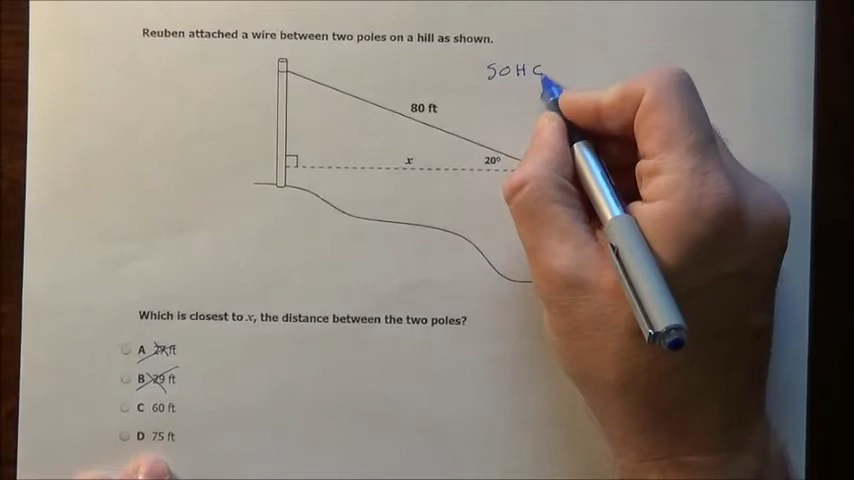 Reuben attached a wire between two poles on a hill as shown.
SOH C
80 ft
x
20°
Which is closest to x, the distance between the two poles?
A 27 ft
B 29 ft
C 60 ft
D 75 ft